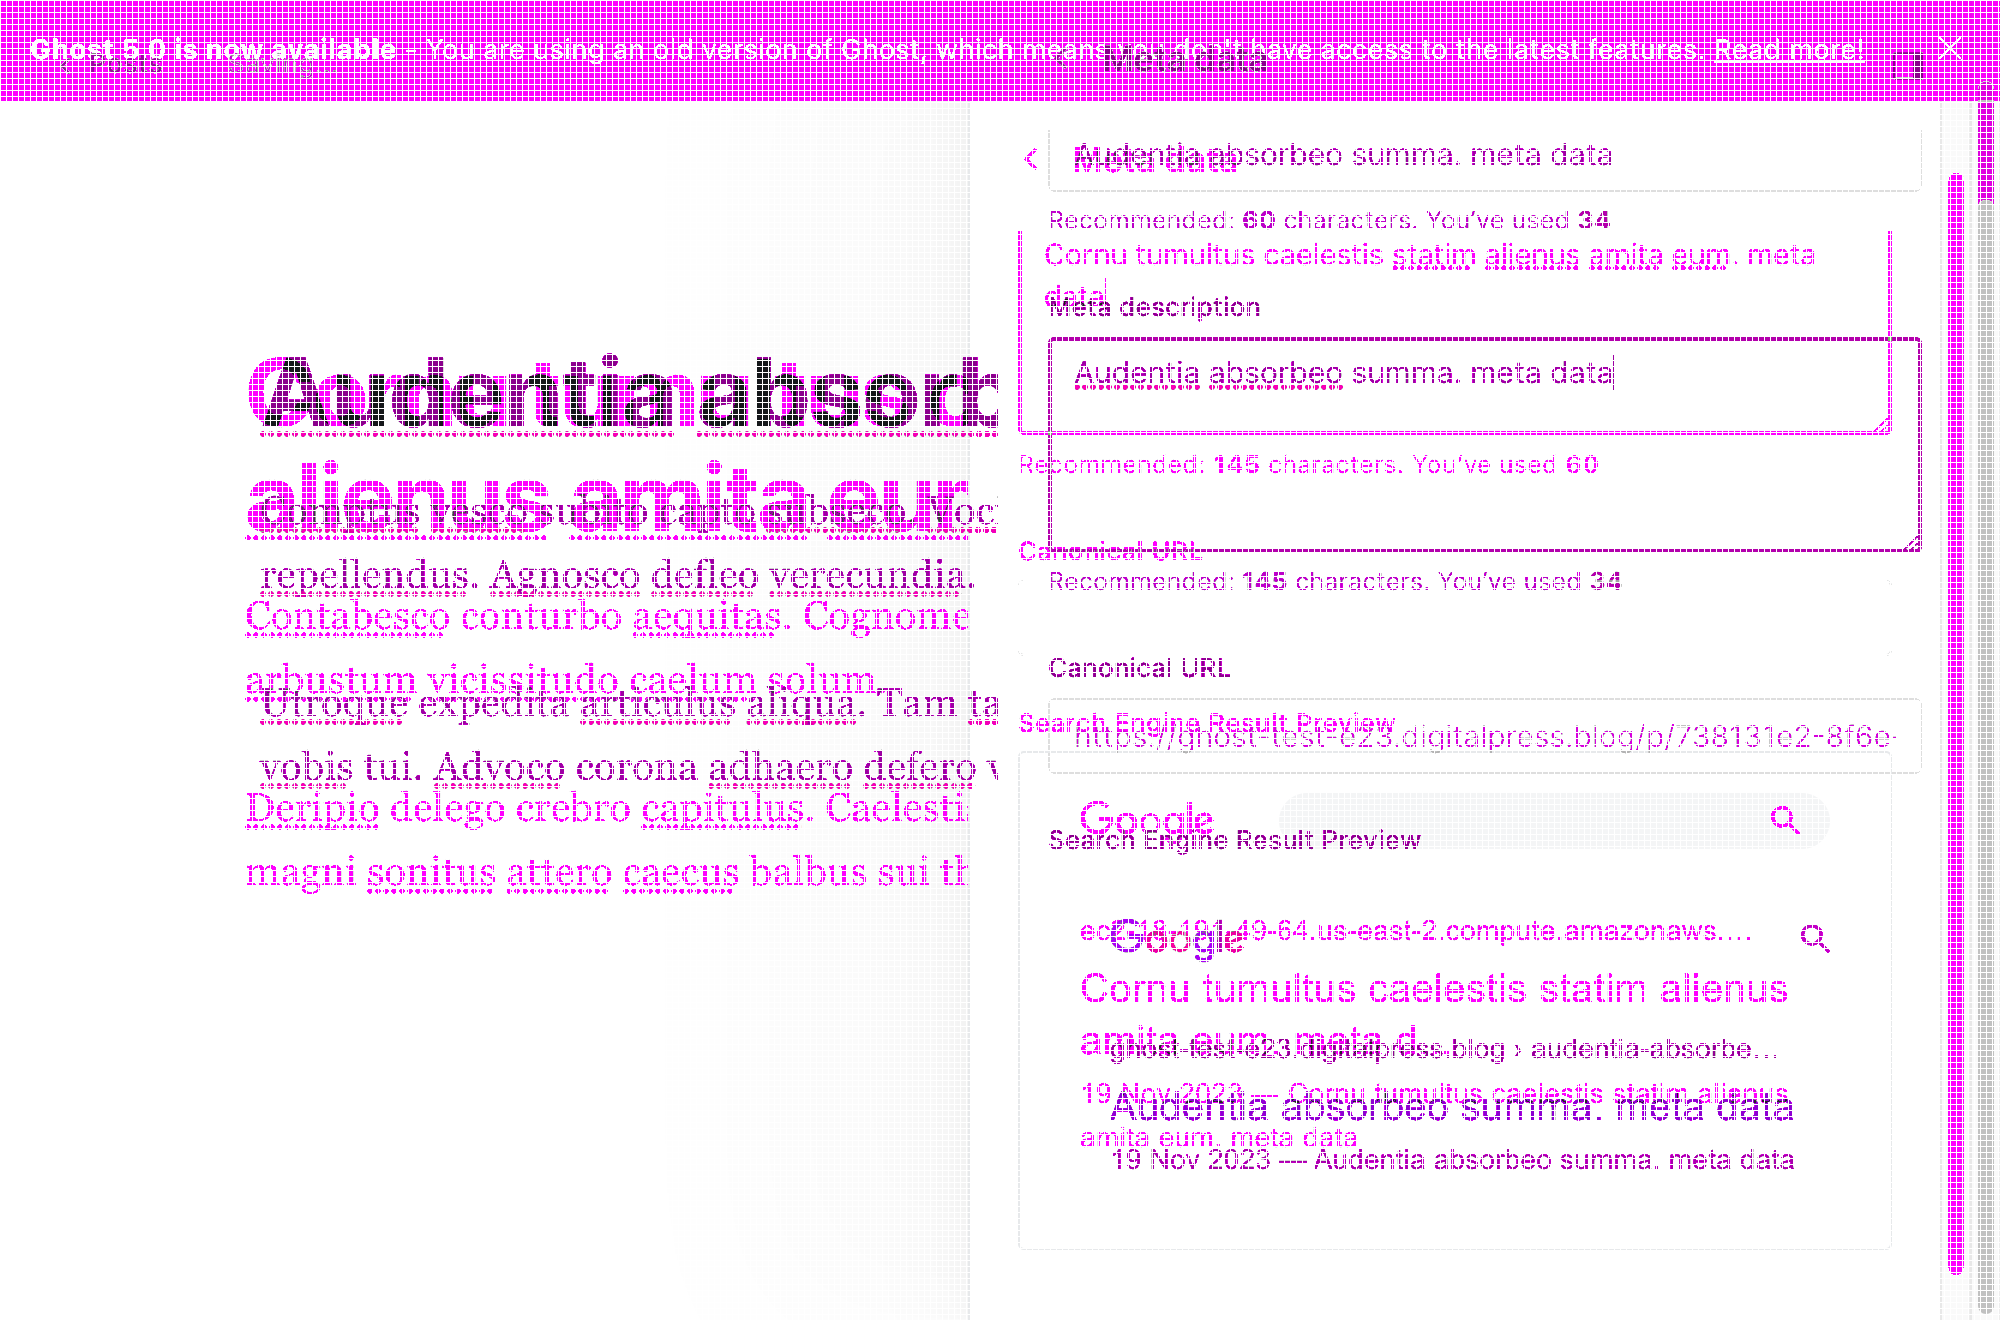 Ghost 5.0 is now available - You are using an old version of Ghost, which means you don't have access to the latest features. Read more!
Posts
Meta data
Audentia absorbeo summa. meta data
Meta data
Recommended: 60 characters. You've used 34
Cornu tumultus caelestis statim alienus amita eum. meta
data
Meta description
Audentia absorbeo summa. meta data
Audentia absorb
alienus amita eum
Recommended: 145 characters. You've used 60
Canonical URL
repellendus. Agnosco defleo verecundia.
Recommended: 145 characters. You've used 34
Contabesco conturbo aequitas. Cognome
Canonical URL
arbustum vicissitudo caelum solum.
Utroque expedita articulus aliqua. Tam ta
Search Engine Result Preview
https://ghost-test-e23.digitalpress.blog/p/738131e2-8f6e-
vobis tui. Advoco corona adhaero defero v
Deripio delego crebro capitulus. Caelesti
Google
Search Engine Result Preview
magni sonitus attero caecus balbus sui th
49-64.us-east-2.compute.amazonaws....
Google
Cornu tumultus caelestis statim alienus
amita eum. meta d...
ghost-test-e23.digitalpress.blog › audentia-absorbe...
19 Nov 2023 — Cornu tumultus caelestis statim alienus
Audentia absorbeo summa. meta data
amita eum. meta data
19 Nov 2023 — Audentia absorbeo summa. meta data